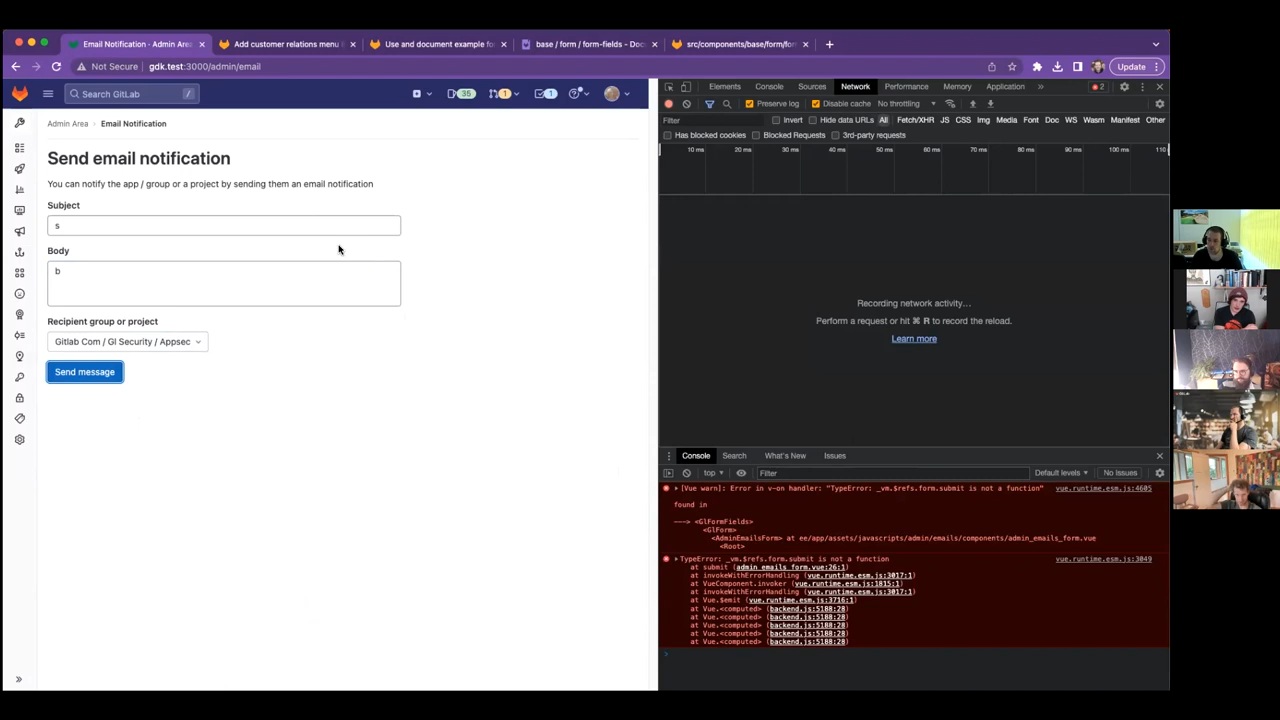 Email Notification · Admin Area
Add customer relations menu
Use and document example fo
base / form / form-fields - Doc
src/components/base/form/for
Not Secure
gdk.test:3000/admin/email
Update
Search GitLab
/
35
1
1
Admin Area
Email Notification
Send email notification
You can notify the app / group or a project by sending them an email notification
Subject
s
Body
b
Recipient group or project
Gitlab Com / Gl Security / Appsec
Send message
Elements
Console
Sources
Network
Performance
Memory
Application
2
Preserve log
Disable cache
No throttling
Filter
Invert
Hide data URLs
All
Fetch/XHR
JS
CSS
Img
Media
Font
Doc
WS
Wasm
Manifest
Other
Has blocked cookies
Blocked Requests
3rd-party requests
10 ms
20 ms
30 ms
40 ms
50 ms
60 ms
70 ms
80 ms
90 ms
100 ms
110
Recording network activity…
Perform a request or hit ⌘ R to record the reload.
Learn more
Console
Search
What's New
Issues
top
Filter
Default levels
No Issues
[Vue warn]: Error in v-on handler: "TypeError: _vm.$refs.form.submit is not a function"
vue.runtime.esm.js:4605
found in
---> <GlFormFields>
<GlForm>
<AdminEmailsForm> at ee/app/assets/javascripts/admin/emails/components/admin_emails_form.vue
<Root>
TypeError: _vm.$refs.form.submit is not a function
vue.runtime.esm.js:3049
at submit (admin_emails_form.vue:26:1)
at invokeWithErrorHandling (vue.runtime.esm.js:3017:1)
at VueComponent.invoker (vue.runtime.esm.js:1815:1)
at invokeWithErrorHandling (vue.runtime.esm.js:3017:1)
at Vue.$emit (vue.runtime.esm.js:3716:1)
at Vue.<computed> (backend.js:5188:28)
at Vue.<computed> (backend.js:5188:28)
at Vue.<computed> (backend.js:5188:28)
at Vue.<computed> (backend.js:5188:28)
at Vue.<computed> (backend.js:5188:28)